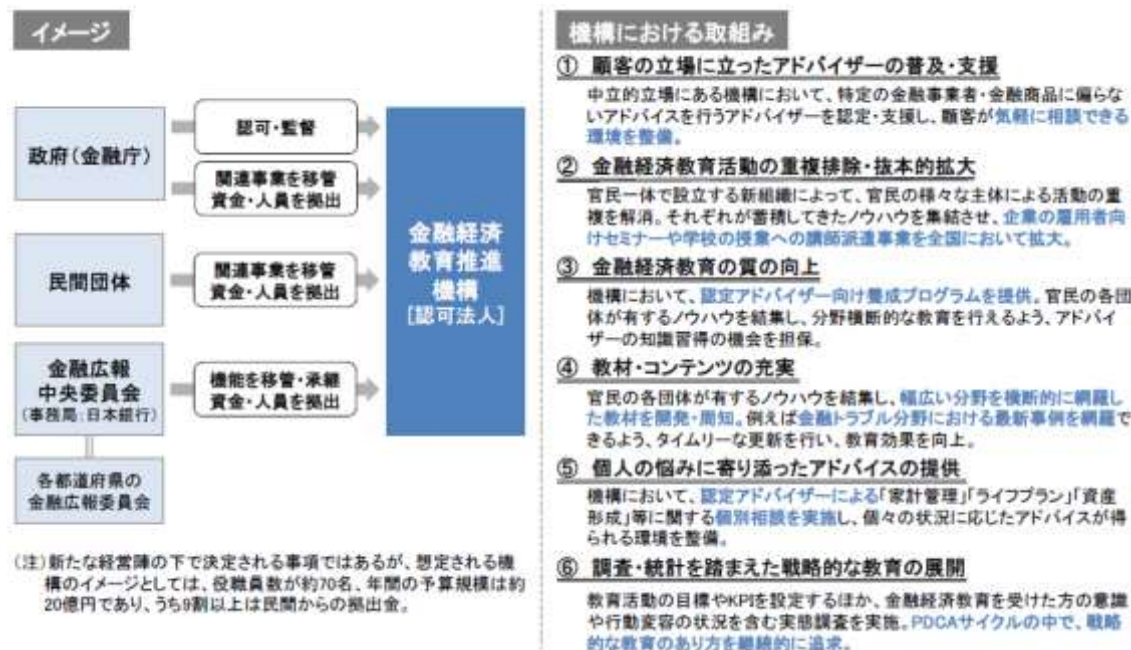 イメージ
政府(金融庁)
認可・監督
関連事業を移管
資金・人員を拠出
民間団体
関連事業を移管
資金・人員を拠出
金融広報
中央委員会
(事務局:日本銀行)
機能を移管・承継
資金・人員を拠出
各都道府県の
金融広報委員会
金融経済
教育推進
機構
[認可法人]
(注)新たな経営陣の下で決定される事項ではあるが、想定される機
構のイメージとしては、役職員数が約70名、年間の予算規模は約
20億円であり、うち9割以上は民間からの拠出金。
機構における取組み
① 顧客の立場に立ったアドバイザーの普及・支援
中立的立場にある機構において、特定の金融事業者・金融商品に偏らな
いアドバイスを行うアドバイザーを認定・支援し、顧客が気軽に相談できる
環境を整備。
② 金融経済教育活動の重複排除・抜本的拡大
官民一体で設立する新組織によって、官民の様々な主体による活動の重
複を解消。それぞれが蓄積してきたノウハウを集結させ、企業の雇用者向
けセミナーや学校の授業への講師派遣事業を全国において拡大。
③ 金融経済教育の質の向上
機構において、認定アドバイザー向け養成プログラムを提供。官民の各団
体が有するノウハウを結集し、分野横断的な教育を行えるよう、アドバイ
ザーの知識習得の機会を担保。
④ 教材・コンテンツの充実
官民の各団体が有するノウハウを結集し、幅広い分野を横断的に網羅し
た教材を開発・周知。例えば金融トラブル分野における最新事例を網羅で
きるよう、タイムリーな更新を行い、教育効果を向上。
⑤ 個人の悩みに寄り添ったアドバイスの提供
機構において、認定アドバイザーによる「家計管理」「ライフプラン」「資産
形成」等に関する個別相談を実施し、個々の状況に応じたアドバイスが得
られる環境を整備。
⑥ 調査・統計を踏まえた戦略的な教育の展開
教育活動の目標やKPIを設定するほか、金融経済教育を受けた方の意識
や行動変容の状況を含む実態調査を実施。PDCAサイクルの中で、戦略
的な教育のあり方を継続的に追求。